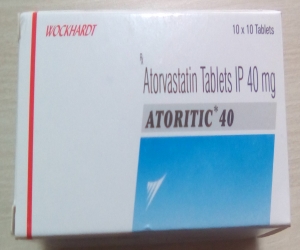 WOCKHARDT
10 x 10 Tablets
Atorvastatin Tablets IP 40 mg
ATORITIC® 40